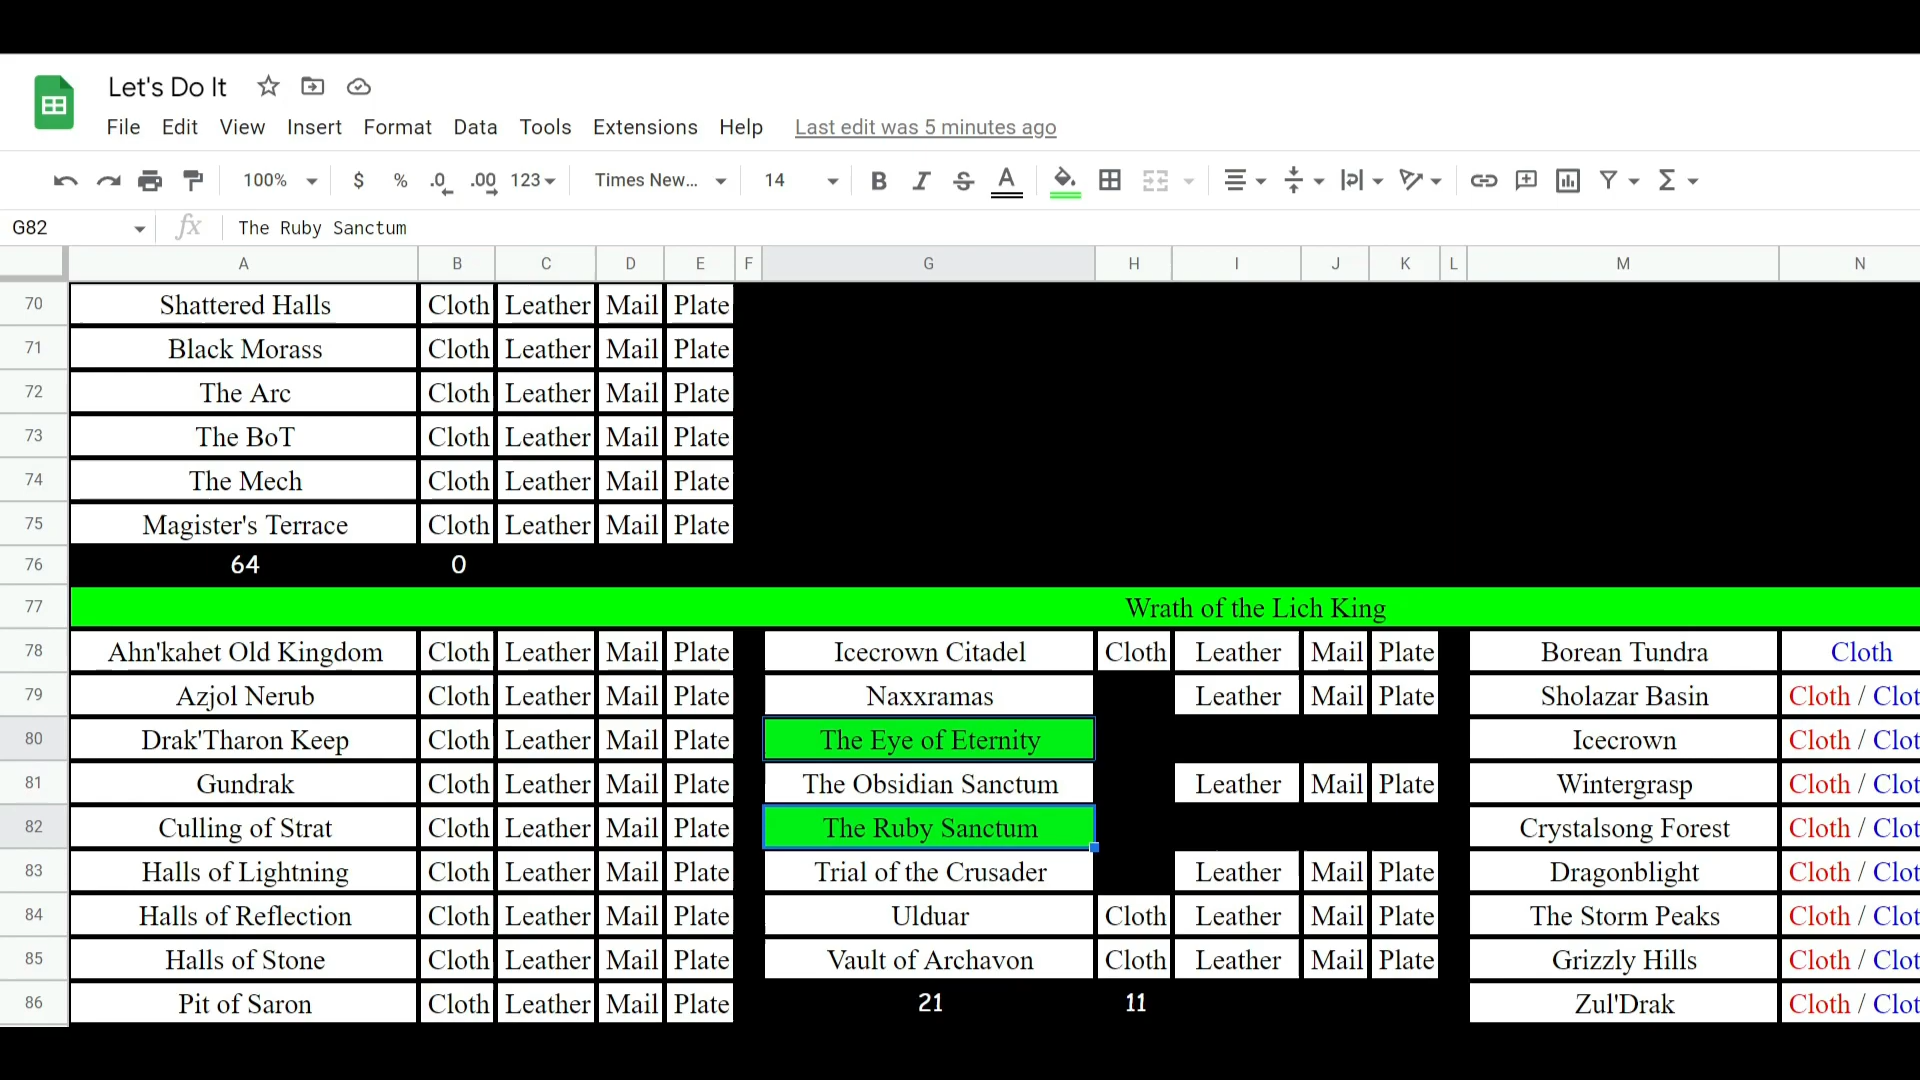 Let's Do It
File Edit View Insert Format Data Tools Extensions Help Last edit was 5 minutes ago
100% $ % .0 .00 123 Times New... 14 B I S A
G82 fx The Ruby Sanctum
A B C D E F G H I J K L M N
70 Shattered Halls Cloth Leather Mail Plate
71 Black Morass Cloth Leather Mail Plate
72 The Arc Cloth Leather Mail Plate
73 The BoT Cloth Leather Mail Plate
74 The Mech Cloth Leather Mail Plate
75 Magister's Terrace Cloth Leather Mail Plate
76 64 0
77 Wrath of the Lich King
78 Ahn'kahet Old Kingdom Cloth Leather Mail Plate Icecrown Citadel Cloth Leather Mail Plate Borean Tundra Cloth
79 Azjol Nerub Cloth Leather Mail Plate Naxxramas Leather Mail Plate Sholazar Basin Cloth / Clot
80 Drak'Tharon Keep Cloth Leather Mail Plate The Eye of Eternity Icecrown Cloth / Clot
81 Gundrak Cloth Leather Mail Plate The Obsidian Sanctum Leather Mail Plate Wintergrasp Cloth / Clot
82 Culling of Strat Cloth Leather Mail Plate The Ruby Sanctum Crystalsong Forest Cloth / Clot
83 Halls of Lightning Cloth Leather Mail Plate Trial of the Crusader Leather Mail Plate Dragonblight Cloth / Clot
84 Halls of Reflection Cloth Leather Mail Plate Ulduar Cloth Leather Mail Plate The Storm Peaks Cloth / Clot
85 Halls of Stone Cloth Leather Mail Plate Vault of Archavon Cloth Leather Mail Plate Grizzly Hills Cloth / Clot
86 Pit of Saron Cloth Leather Mail Plate 21 11 Zul'Drak Cloth / Clot